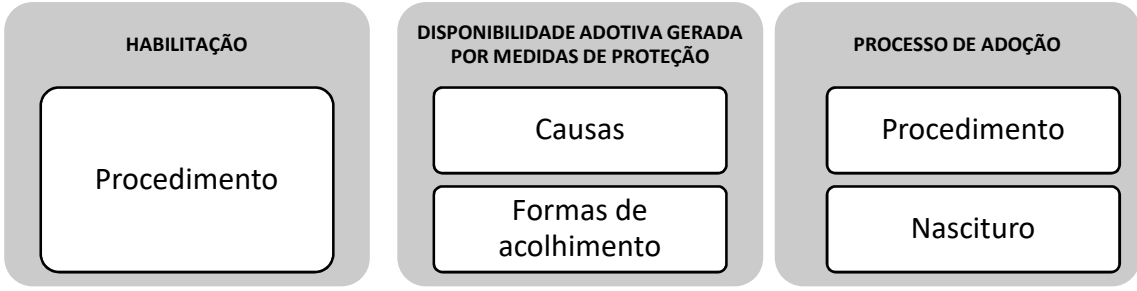 HABILITAÇÃO
Procedimento
DISPONIBILIDADE ADOTIVA GERADA
POR MEDIDAS DE PROTEÇÃO
Causas
Formas de
acolhimento
PROCESSO DE ADOÇÃO
Procedimento
Nascituro